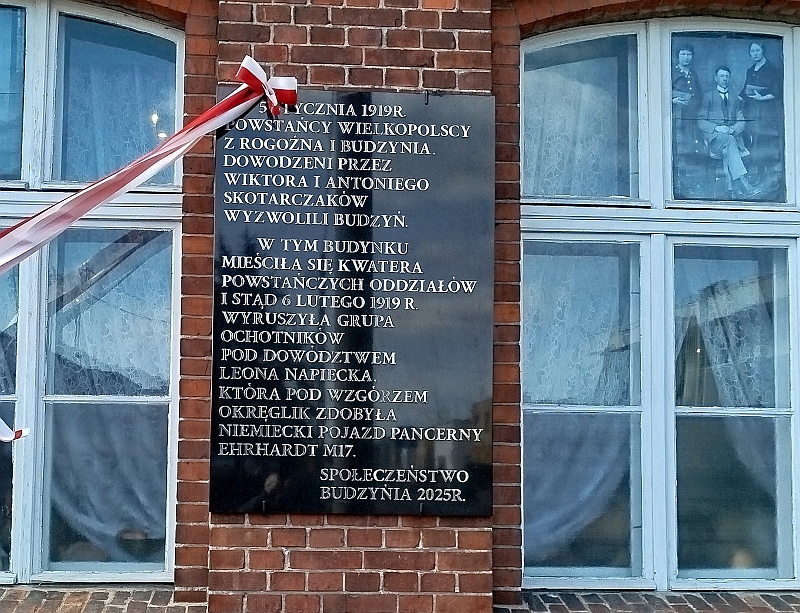 5 STYCZNIA 1919R.
POWSTAŃCY WIELKOPOLSCY
Z ROGOŹNA I BUDZYNIA.
DOWODZENI PRZEZ
WIKTORA I ANTONIEGO
SKOTARCZAKÓW
WYZWOLILI BUDZYŃ.
W TYM BUDYNKU
MIEŚCIŁA SIĘ KWATERA
POWSTAŃCZYCH ODDZIAŁÓW
I STĄD 6 LUTEGO 1919 R.
WYRUSZYŁA GRUPA
OCHOTNIKÓW
POD DOWÓDZTWEM
LEONA NAPIECKA,
KTÓRA POD WZGÓRZEM
OKRĘGLIK ZDOBYŁA
NIEMIECKI POJAZD PANCERNY
EHRHARDT M17.
SPOŁECZEŃSTWO
BUDZYNIA 2025R.